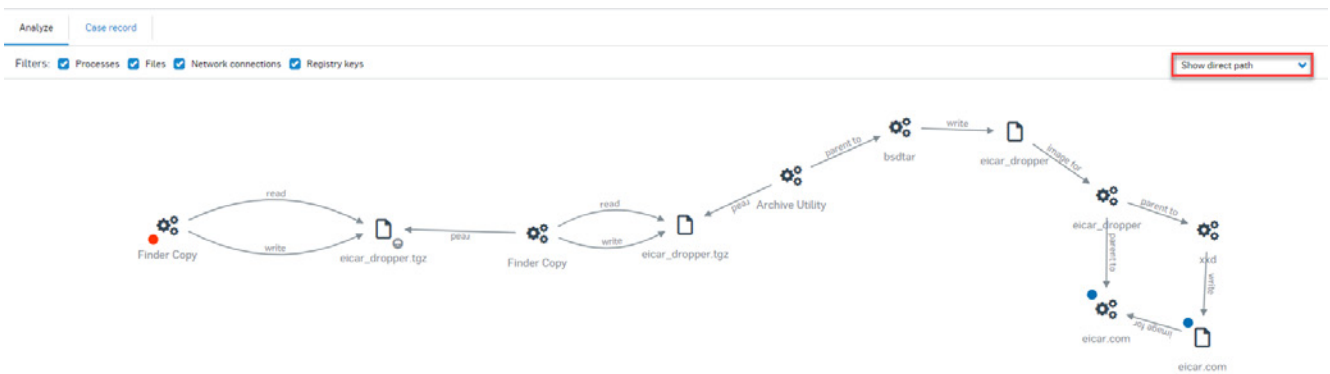 Analyze Case record
Filters: Processes Files Network connections Registry keys
Show direct path
read
write
Finder Copy
eicar_dropper.tgz
read
Finder Copy
read
write
eicar_dropper.tgz
read
Archive Utility
parent to
bsdtar
write
eicar_dropper
image for
eicar_dropper
parent to
xxd
parent to
write
eicar.com
image for
eicar.com